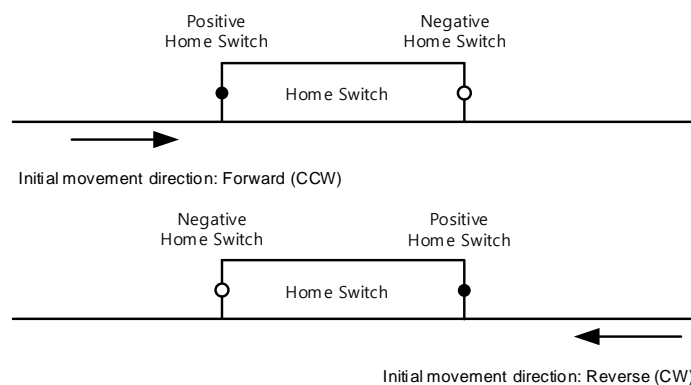 Positive
Home Switch
Negative
Home Switch
Home Switch
Initial movement direction: Forward (CCW)
Negative
Home Switch
Positive
Home Switch
Home Switch
Initial movement direction: Reverse (CW)